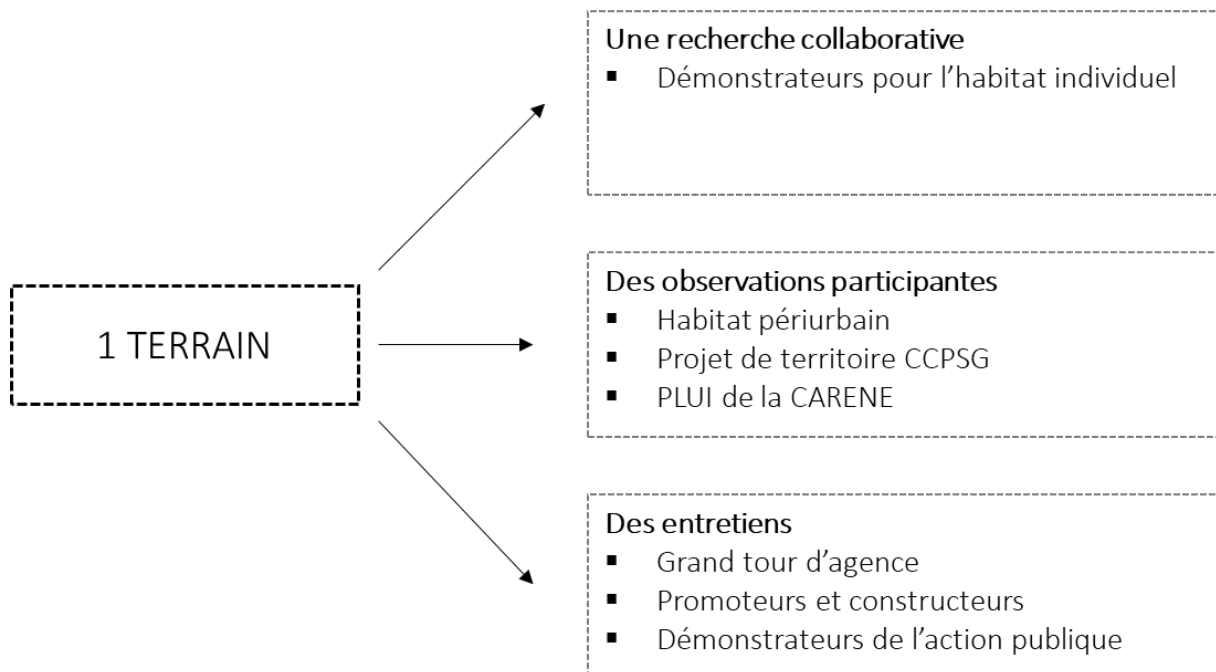 Une recherche collaborative
▪ Démonstrateurs pour l’habitat individuel
1 TERRAIN
Des observations participantes
▪ Habitat périurbain
▪ Projet de territoire CCPSG
▪ PLUI de la CARENE
Des entretiens
▪ Grand tour d’agence
▪ Promoteurs et constructeurs
▪ Démonstrateurs de l’action publique